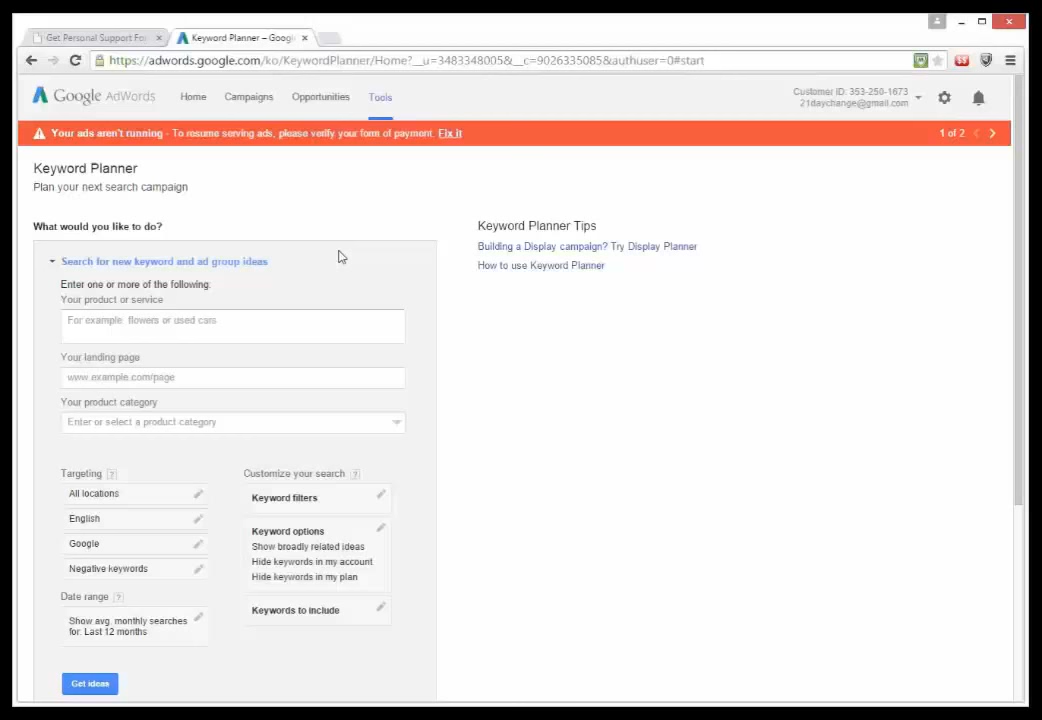 Get Personal Support For
Keyword Planner – Googl
https://adwords.google.com/ko/KeywordPlanner/Home?__u=3483348005&__c=9026335085&authuser=0#start
Google AdWords
Home
Campaigns
Opportunities
Tools
Customer ID: 353-250-1673
21daychange@gmail.com
Your ads aren't running - To resume serving ads, please verify your form of payment. Fix it
1 of 2
Keyword Planner
Plan your next search campaign
What would you like to do?
Search for new keyword and ad group ideas
Enter one or more of the following:
Your product or service
For example: flowers or used cars
Your landing page
www.example.com/page
Your product category
Enter or select a product category
Targeting ?
All locations
English
Google
Negative keywords
Date range ?
Show avg. monthly searches
for: Last 12 months
Customize your search ?
Keyword filters
Keyword options
Show broadly related ideas
Hide keywords in my account
Hide keywords in my plan
Keywords to include
Get ideas
Keyword Planner Tips
Building a Display campaign? Try Display Planner
How to use Keyword Planner